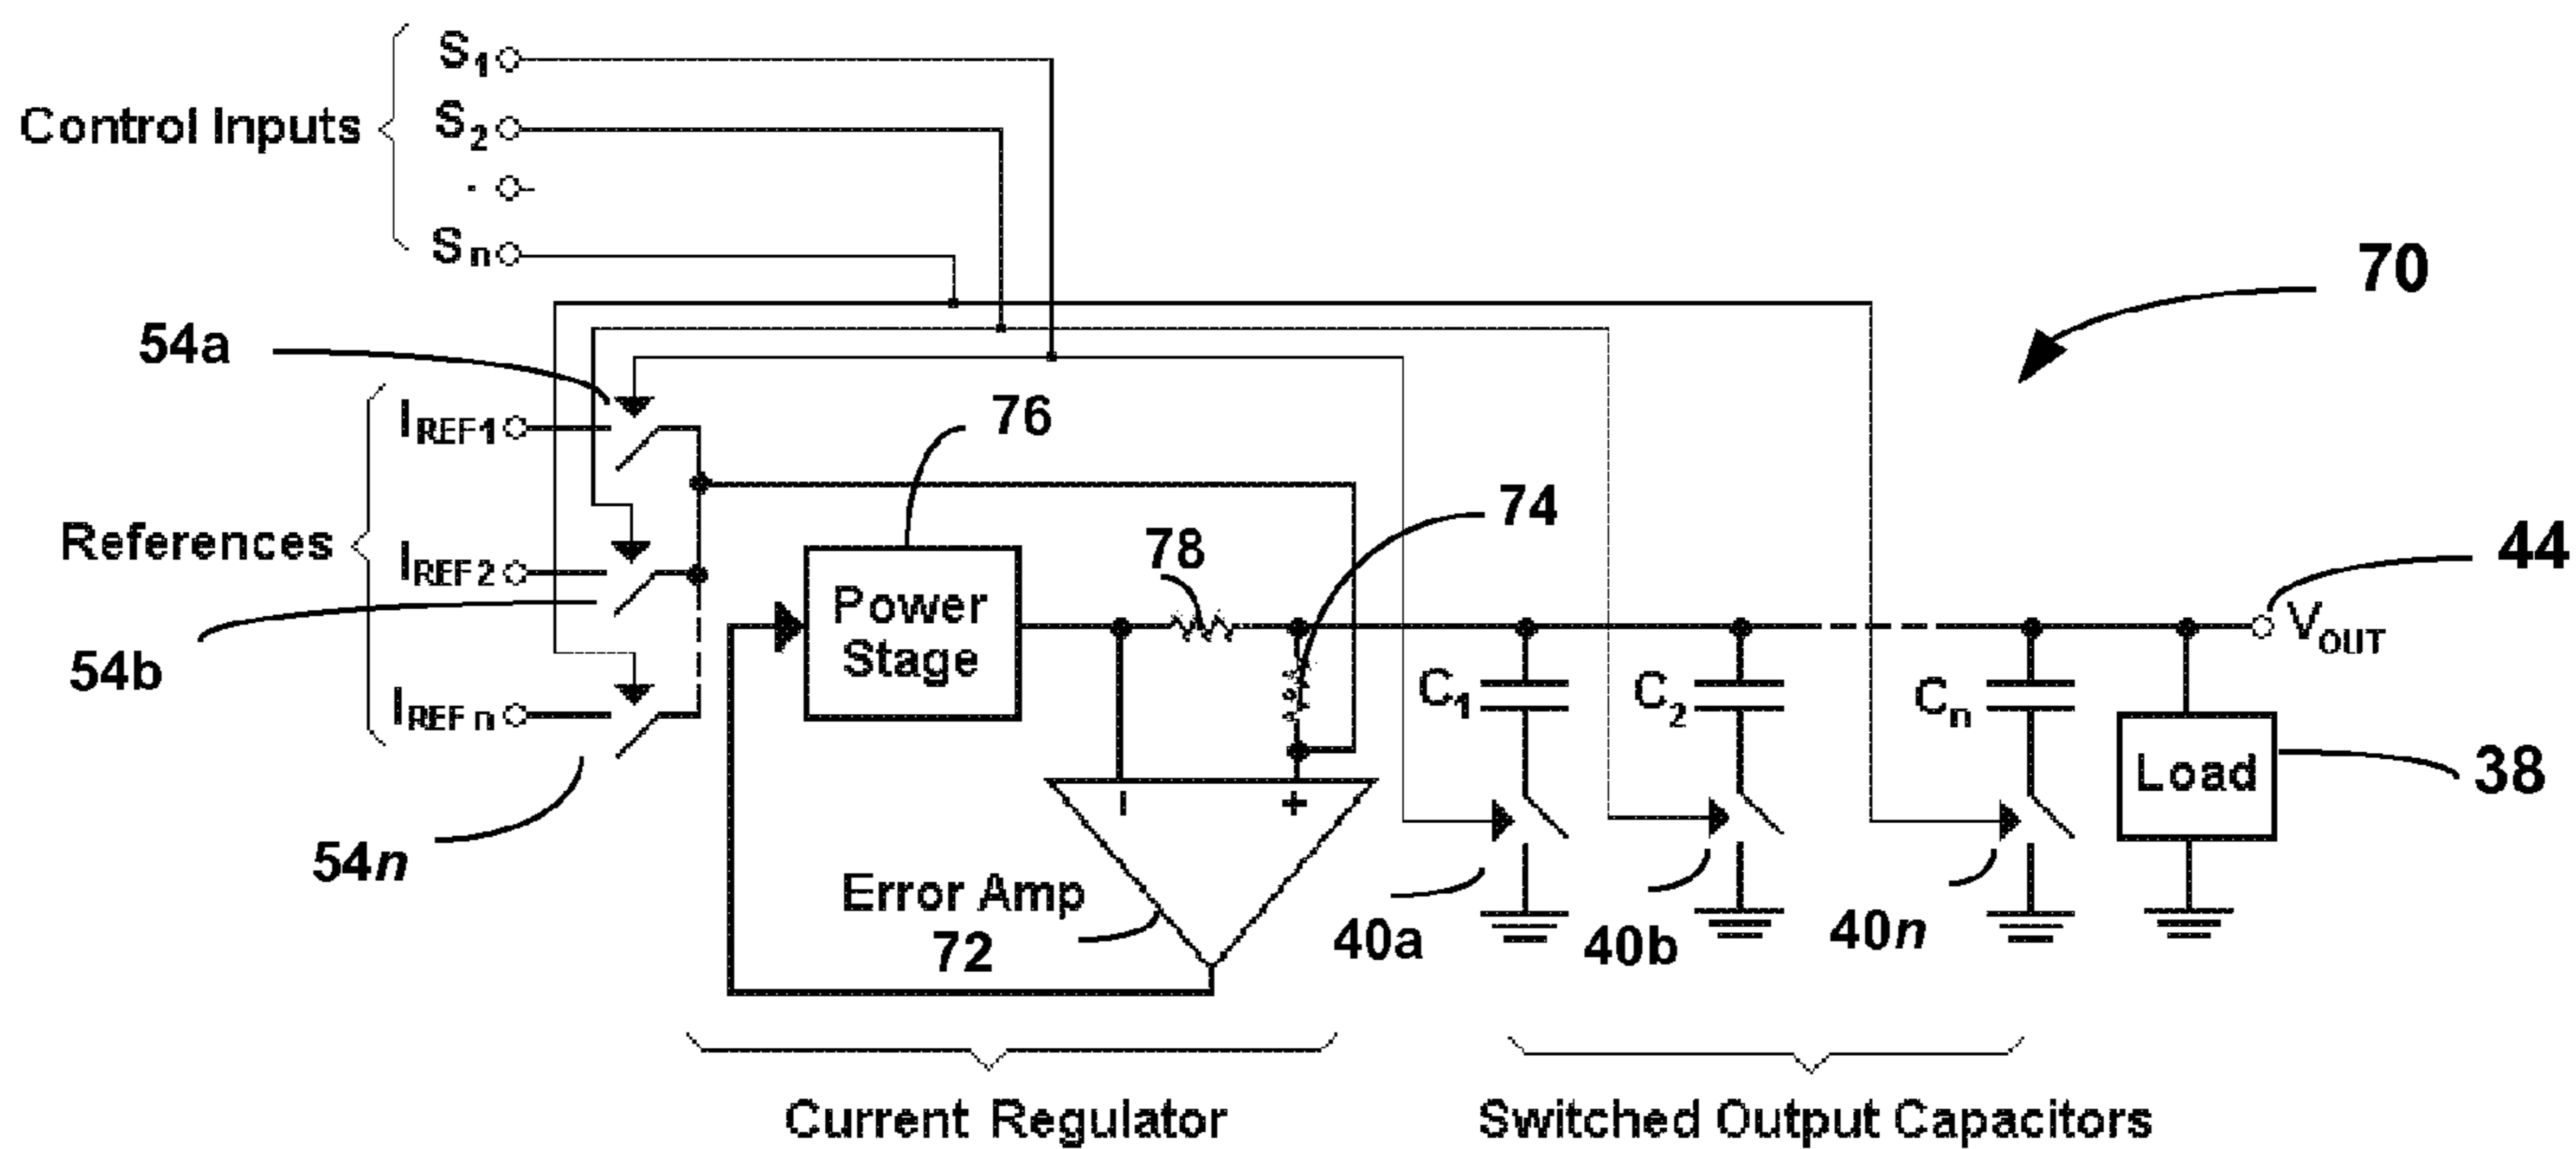 S1
Control Inputs
S2
.
Sn
70
54a
IREF1
76
References
74
78
44
IREF2
Power
Stage
VOUT
54b
IREFn
C1
C2
Cn
Load
38
- +
54n
Error Amp
72
40a
40b
40n
Current Regulator
Switched Output Capacitors